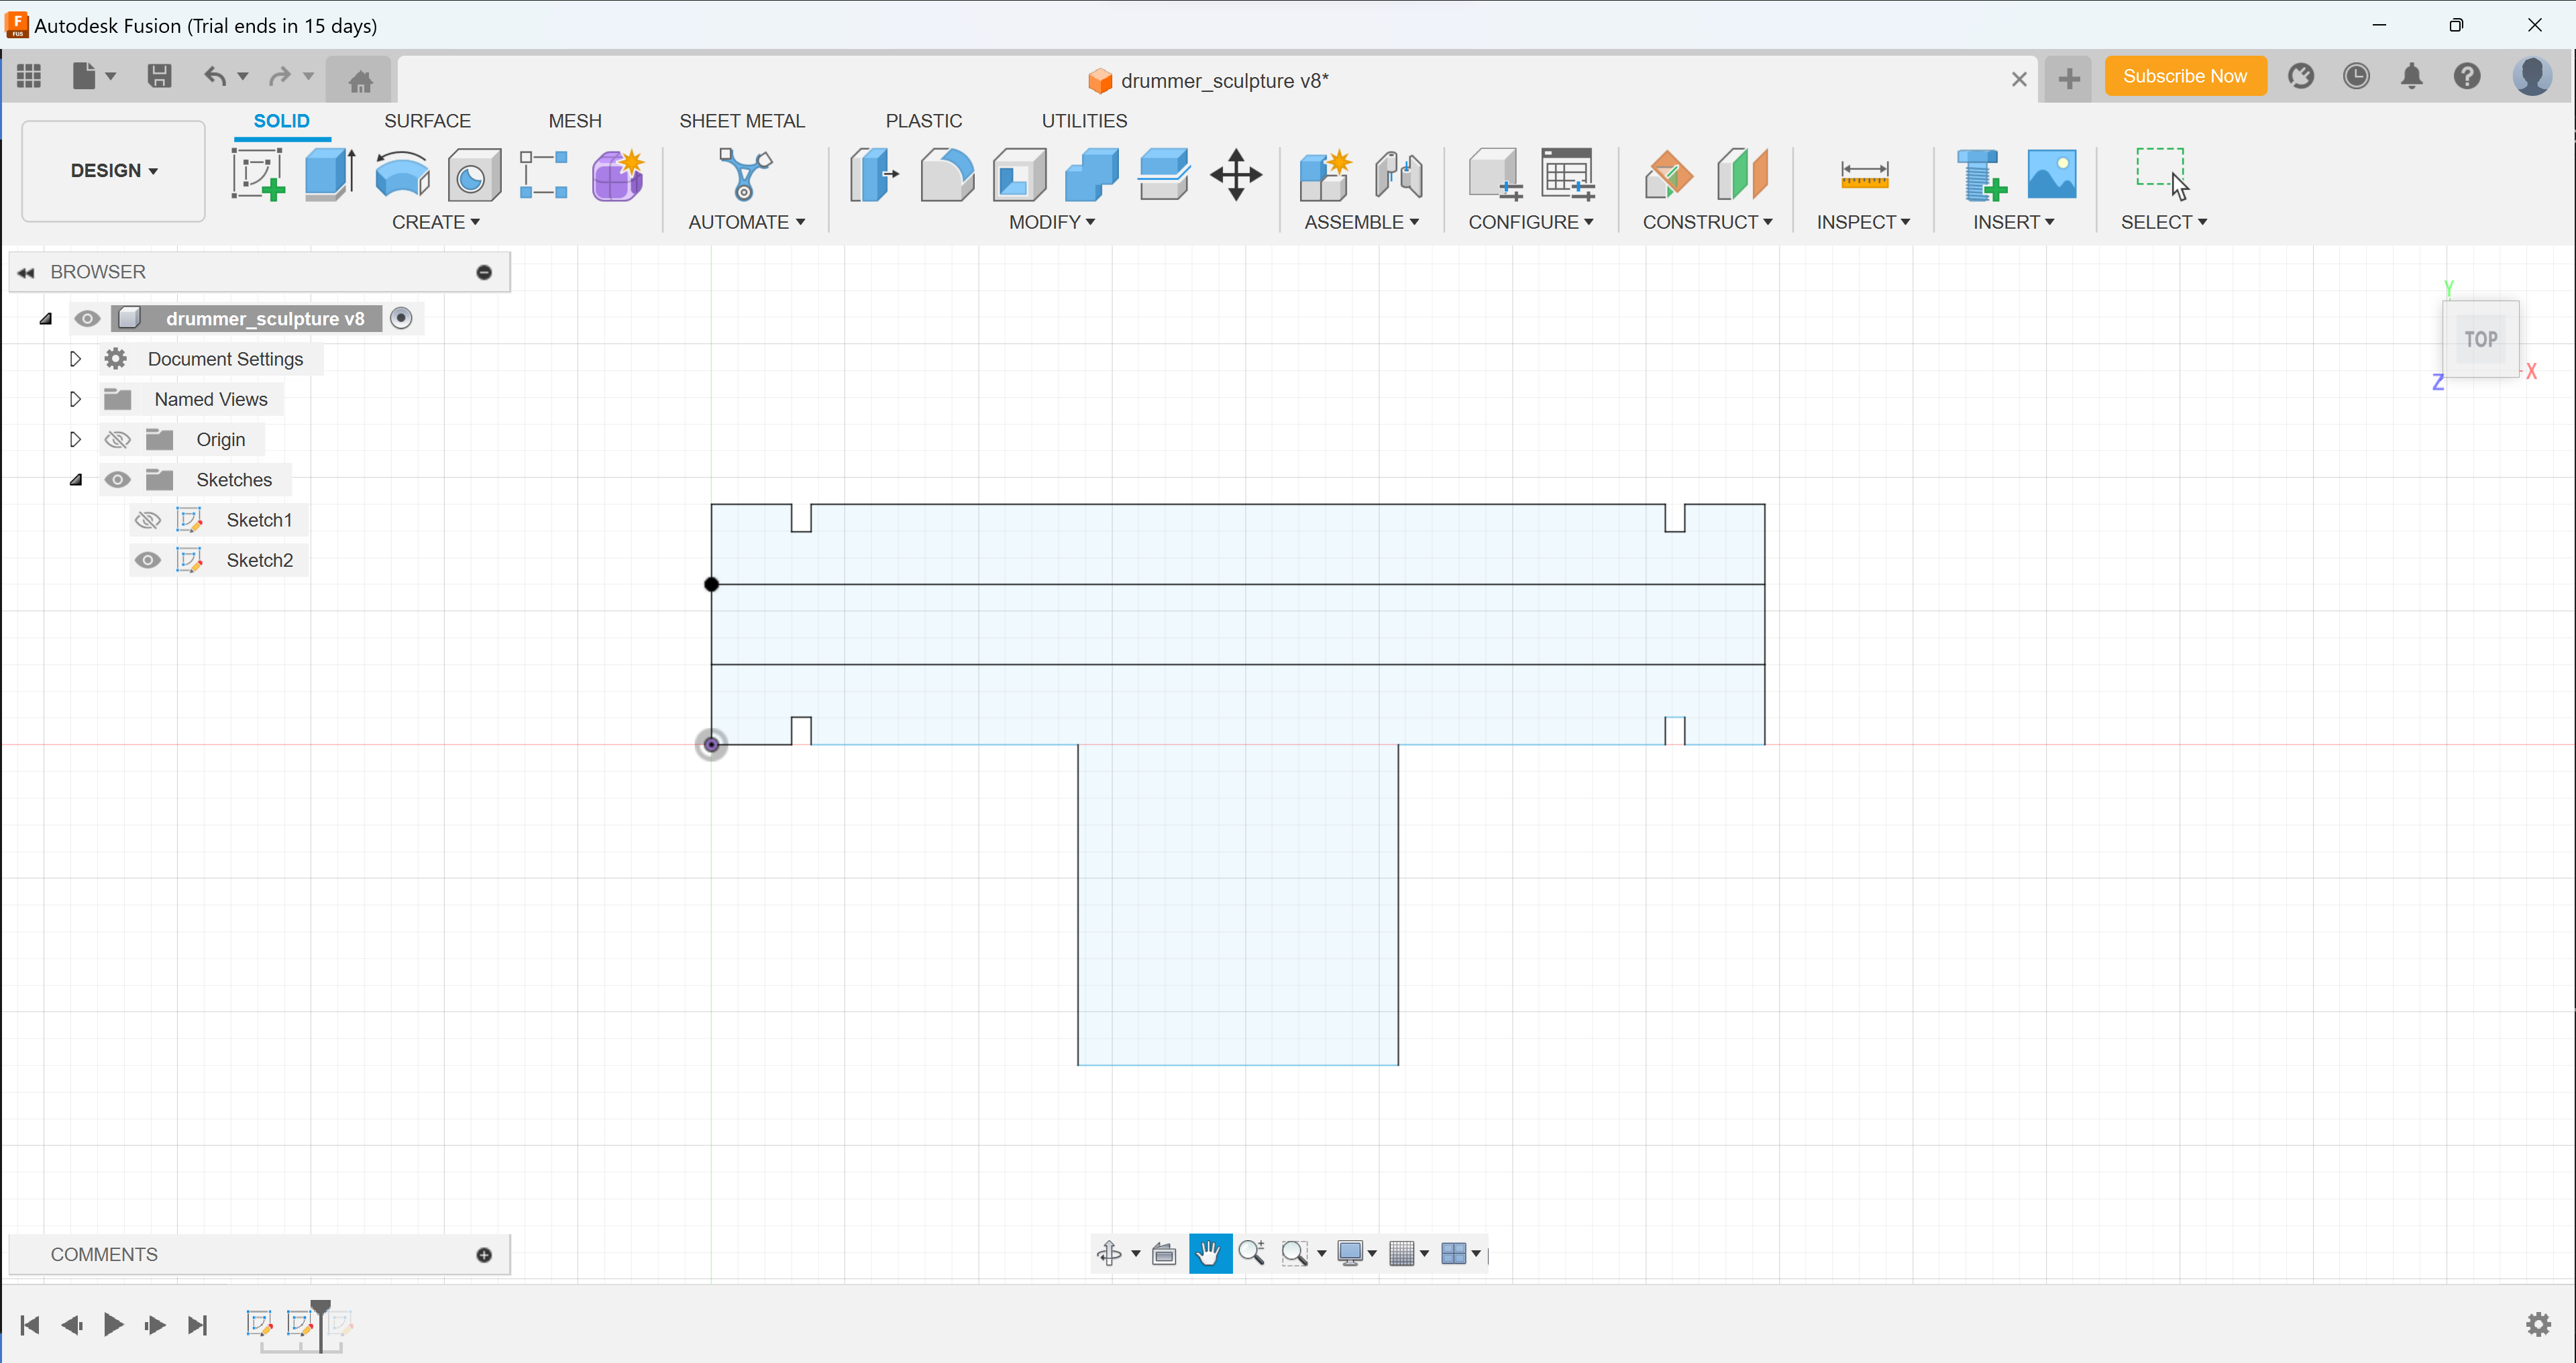 Autodesk Fusion (Trial ends in 15 days)
drummer_sculpture v8*
Subscribe Now
SOLID SURFACE MESH SHEET METAL PLASTIC UTILITIES
DESIGN
CREATE AUTOMATE MODIFY ASSEMBLE CONFIGURE CONSTRUCT INSPECT INSERT SELECT
BROWSER
drummer_sculpture v8
Document Settings
Named Views
Origin
Sketches
Sketch1
Sketch2
Y
TOP
X
Z
COMMENTS